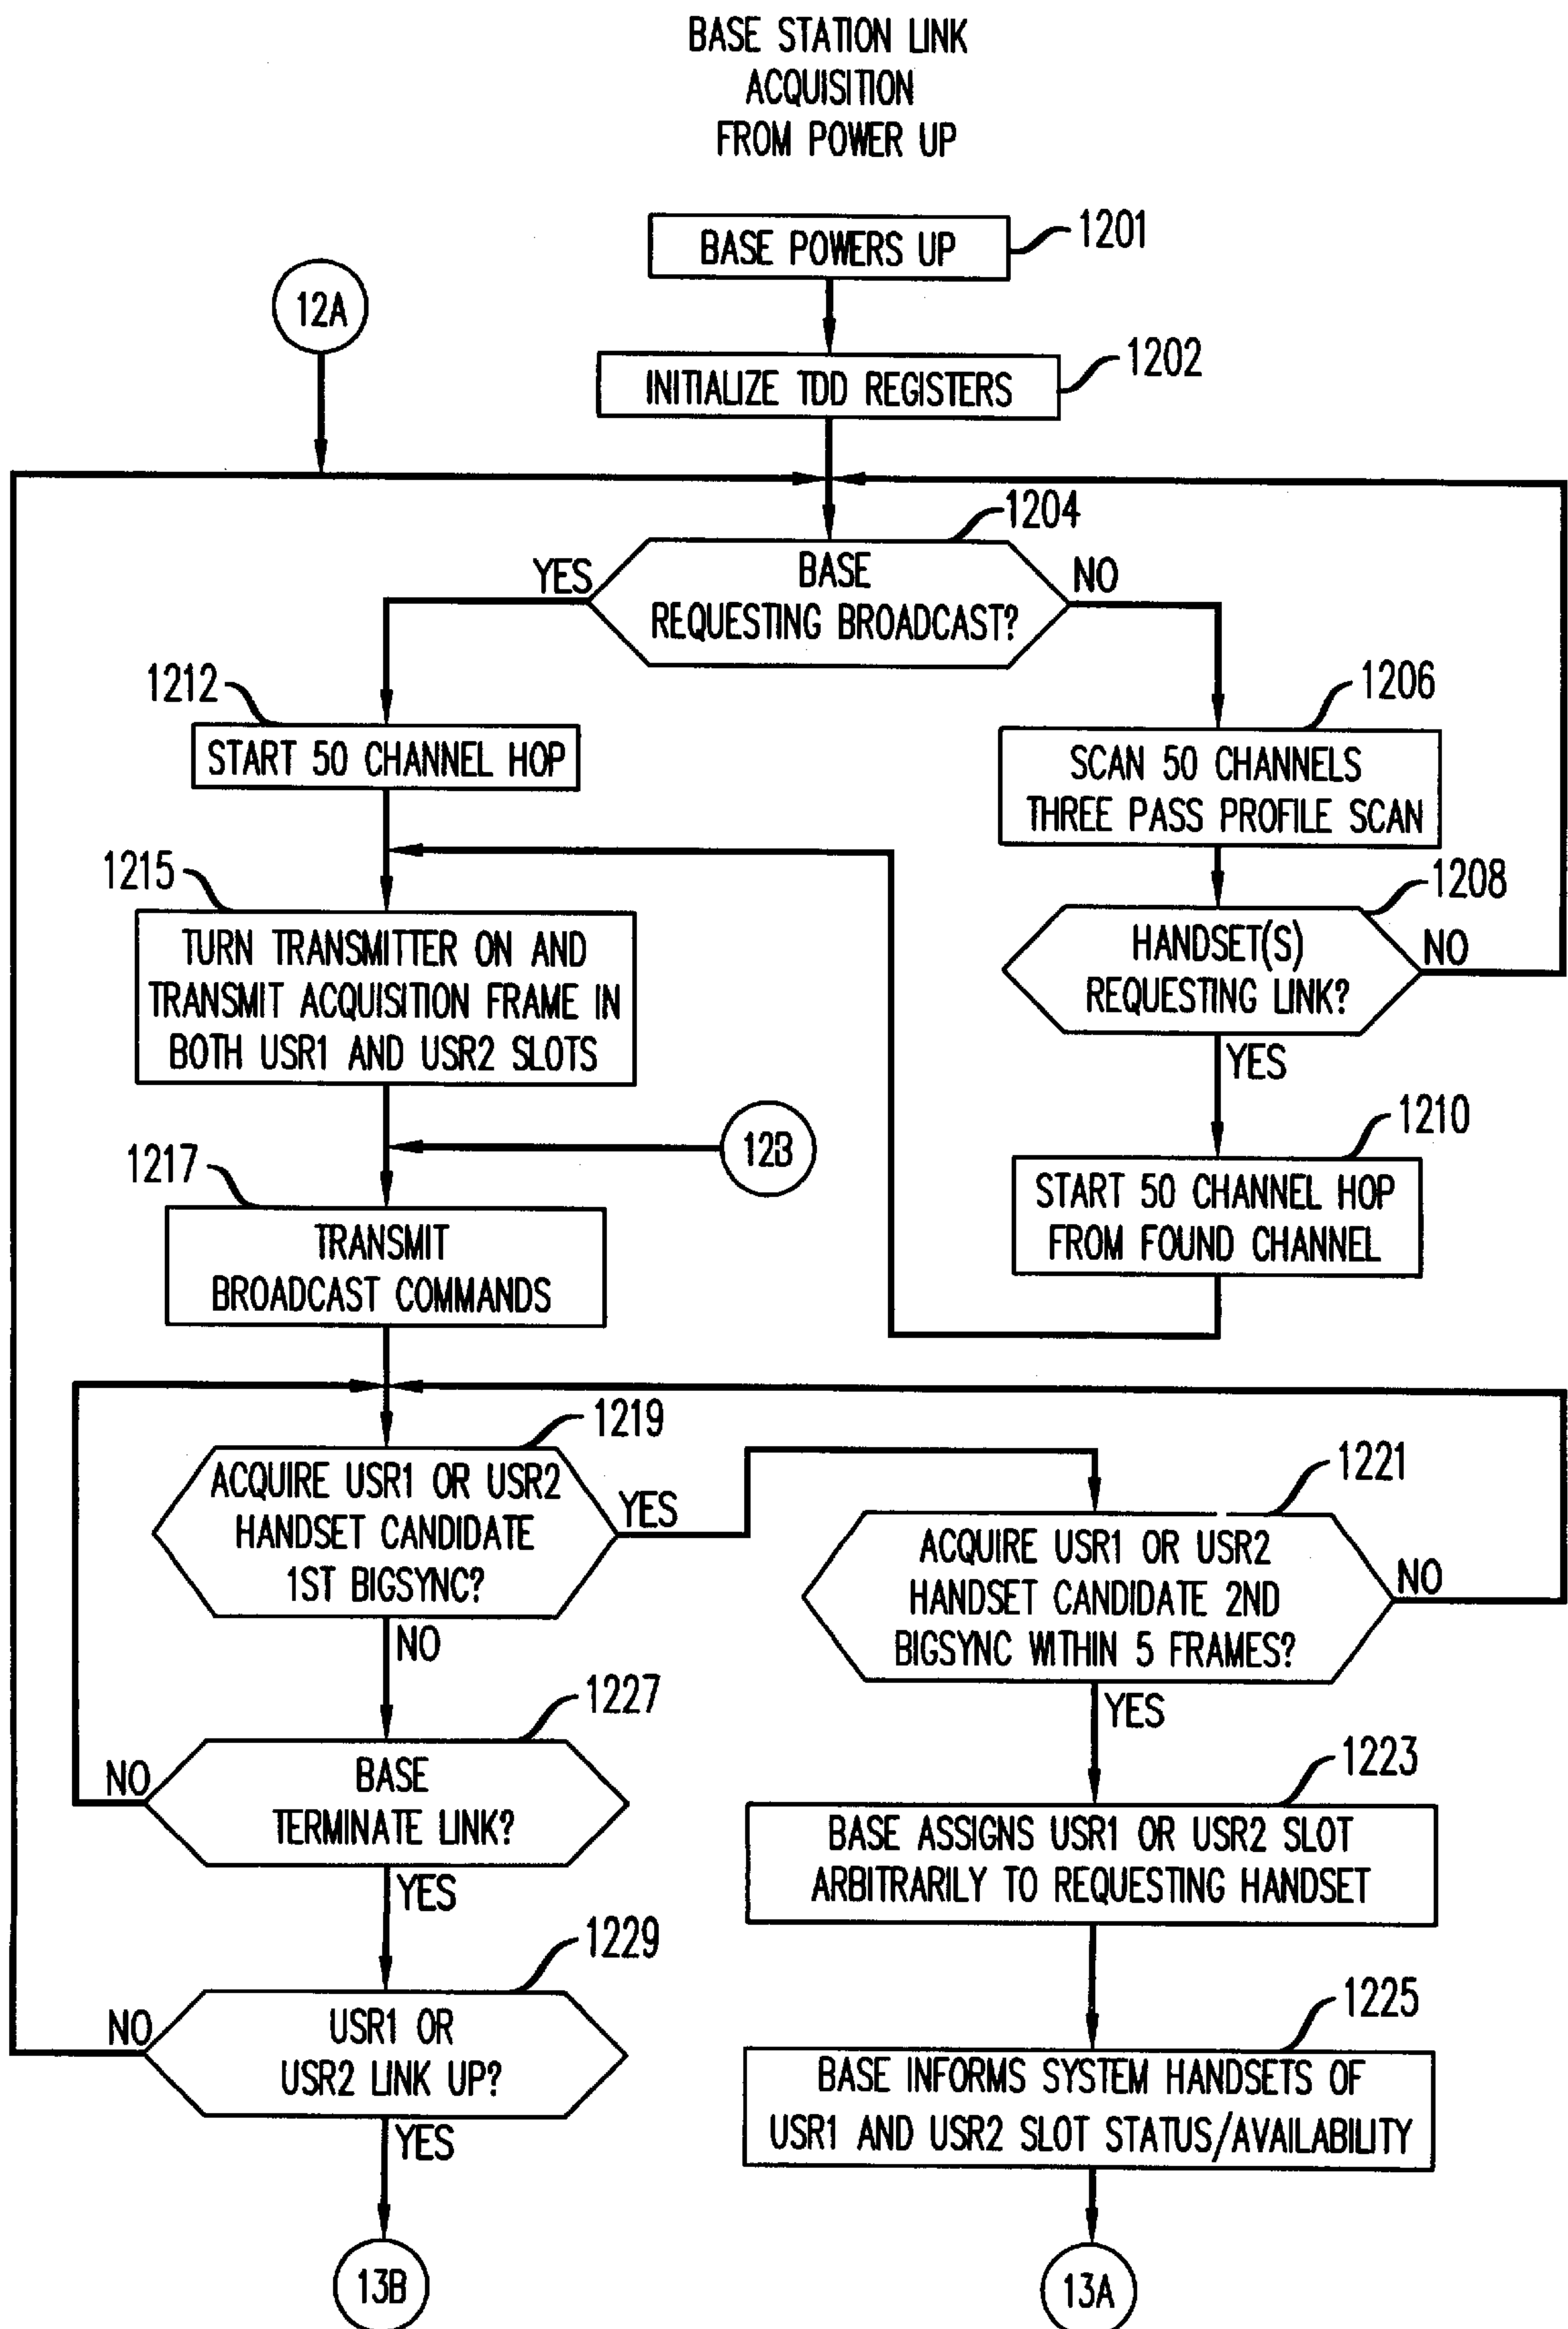 BASE STATION LINK
ACQUISITION
FROM POWER UP
BASE POWERS UP
1201
12A
INITIALIZE TDD REGISTERS
1202
1204
BASE
REQUESTING BROADCAST?
YES
NO
1212
START 50 CHANNEL HOP
1206
SCAN 50 CHANNELS
THREE PASS PROFILE SCAN
1215
TURN TRANSMITTER ON AND
TRANSMIT ACQUISITION FRAME IN
BOTH USR1 AND USR2 SLOTS
1208
HANDSET(S)
REQUESTING LINK?
NO
YES
12B
1210
START 50 CHANNEL HOP
FROM FOUND CHANNEL
1217
TRANSMIT
BROADCAST COMMANDS
1219
ACQUIRE USR1 OR USR2
HANDSET CANDIDATE
1ST BIGSYNC?
YES
NO
1221
ACQUIRE USR1 OR USR2
HANDSET CANDIDATE 2ND
BIGSYNC WITHIN 5 FRAMES?
NO
YES
1227
BASE
TERMINATE LINK?
NO
YES
1223
BASE ASSIGNS USR1 OR USR2 SLOT
ARBITRARILY TO REQUESTING HANDSET
1229
USR1 OR
USR2 LINK UP?
NO
YES
1225
BASE INFORMS SYSTEM HANDSETS OF
USR1 AND USR2 SLOT STATUS/AVAILABILITY
13B
13A